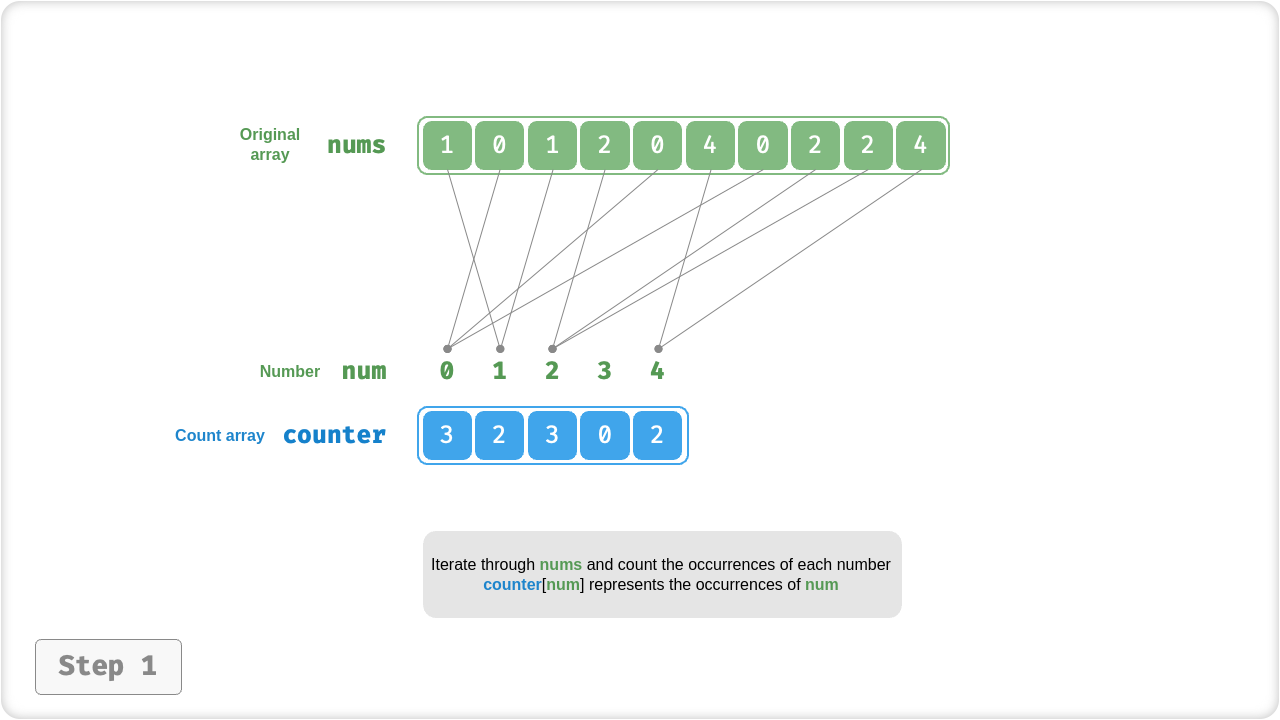 Original
array
nums
1 0 1 2 0 4 0 2 2 4
Number num 0 1 2 3 4
Count array counter 3 2 3 0 2
Iterate through nums and count the occurrences of each number
counter[num] represents the occurrences of num
Step 1